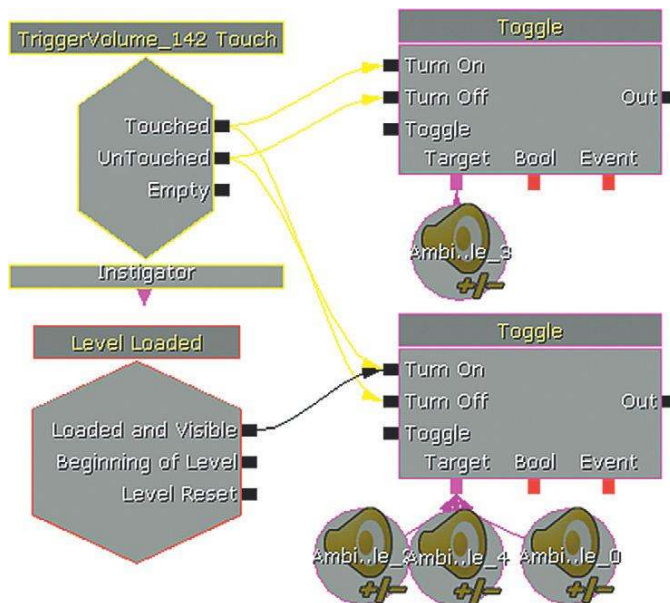 TriggerVolume_142 Touch
Touched
UnTouched
Empty
Instigator
Toggle
Turn On
Turn Off
Out
Toggle
Target Bool Event
Ambi..le_3
+/-
Level Loaded
Loaded and Visible
Beginning of Level
Level Reset
Toggle
Turn On
Turn Off
Out
Toggle
Target Bool Event
Ambi..le_2
+/-
Ambi..le_4
+/-
Ambi..le_0
+/-